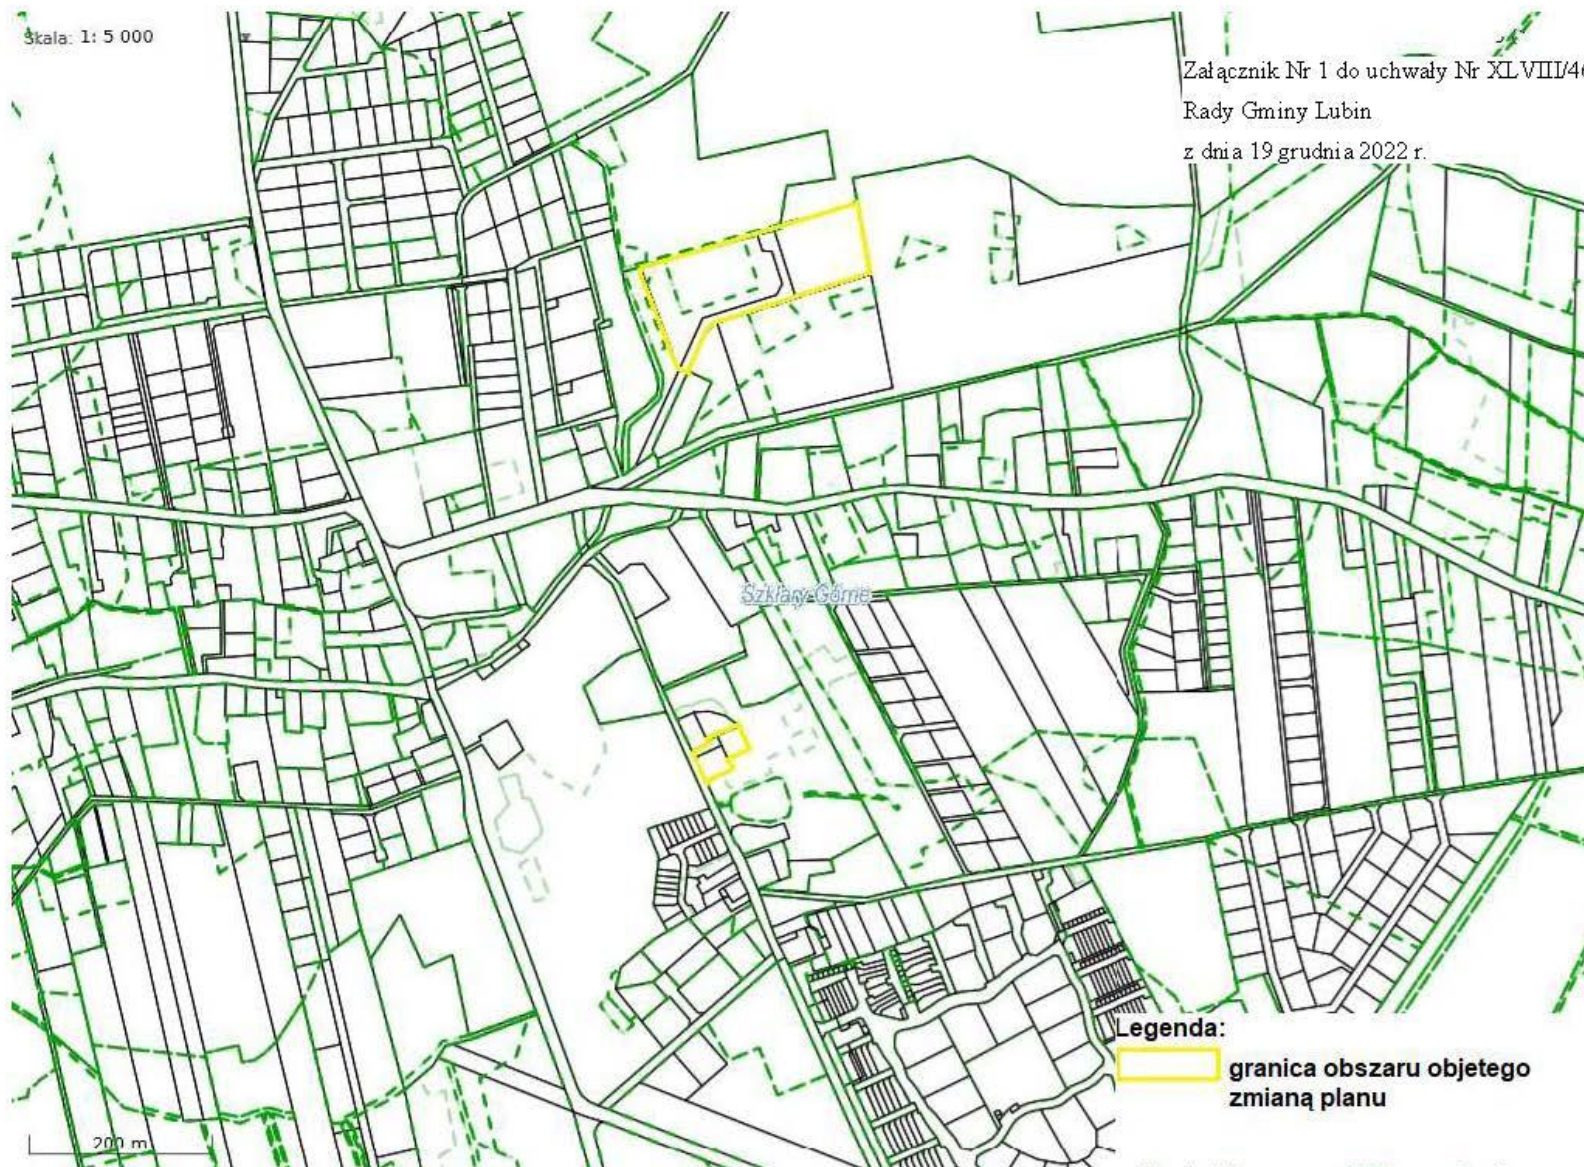 Skala: 1: 5 000
Załącznik Nr 1 do uchwały Nr XLVIII/4
Rady Gminy Lubin
z dnia 19 grudnia 2022 r.
Szklary Górne
Legenda:
granica obszaru objetego
zmianą planu
200 m